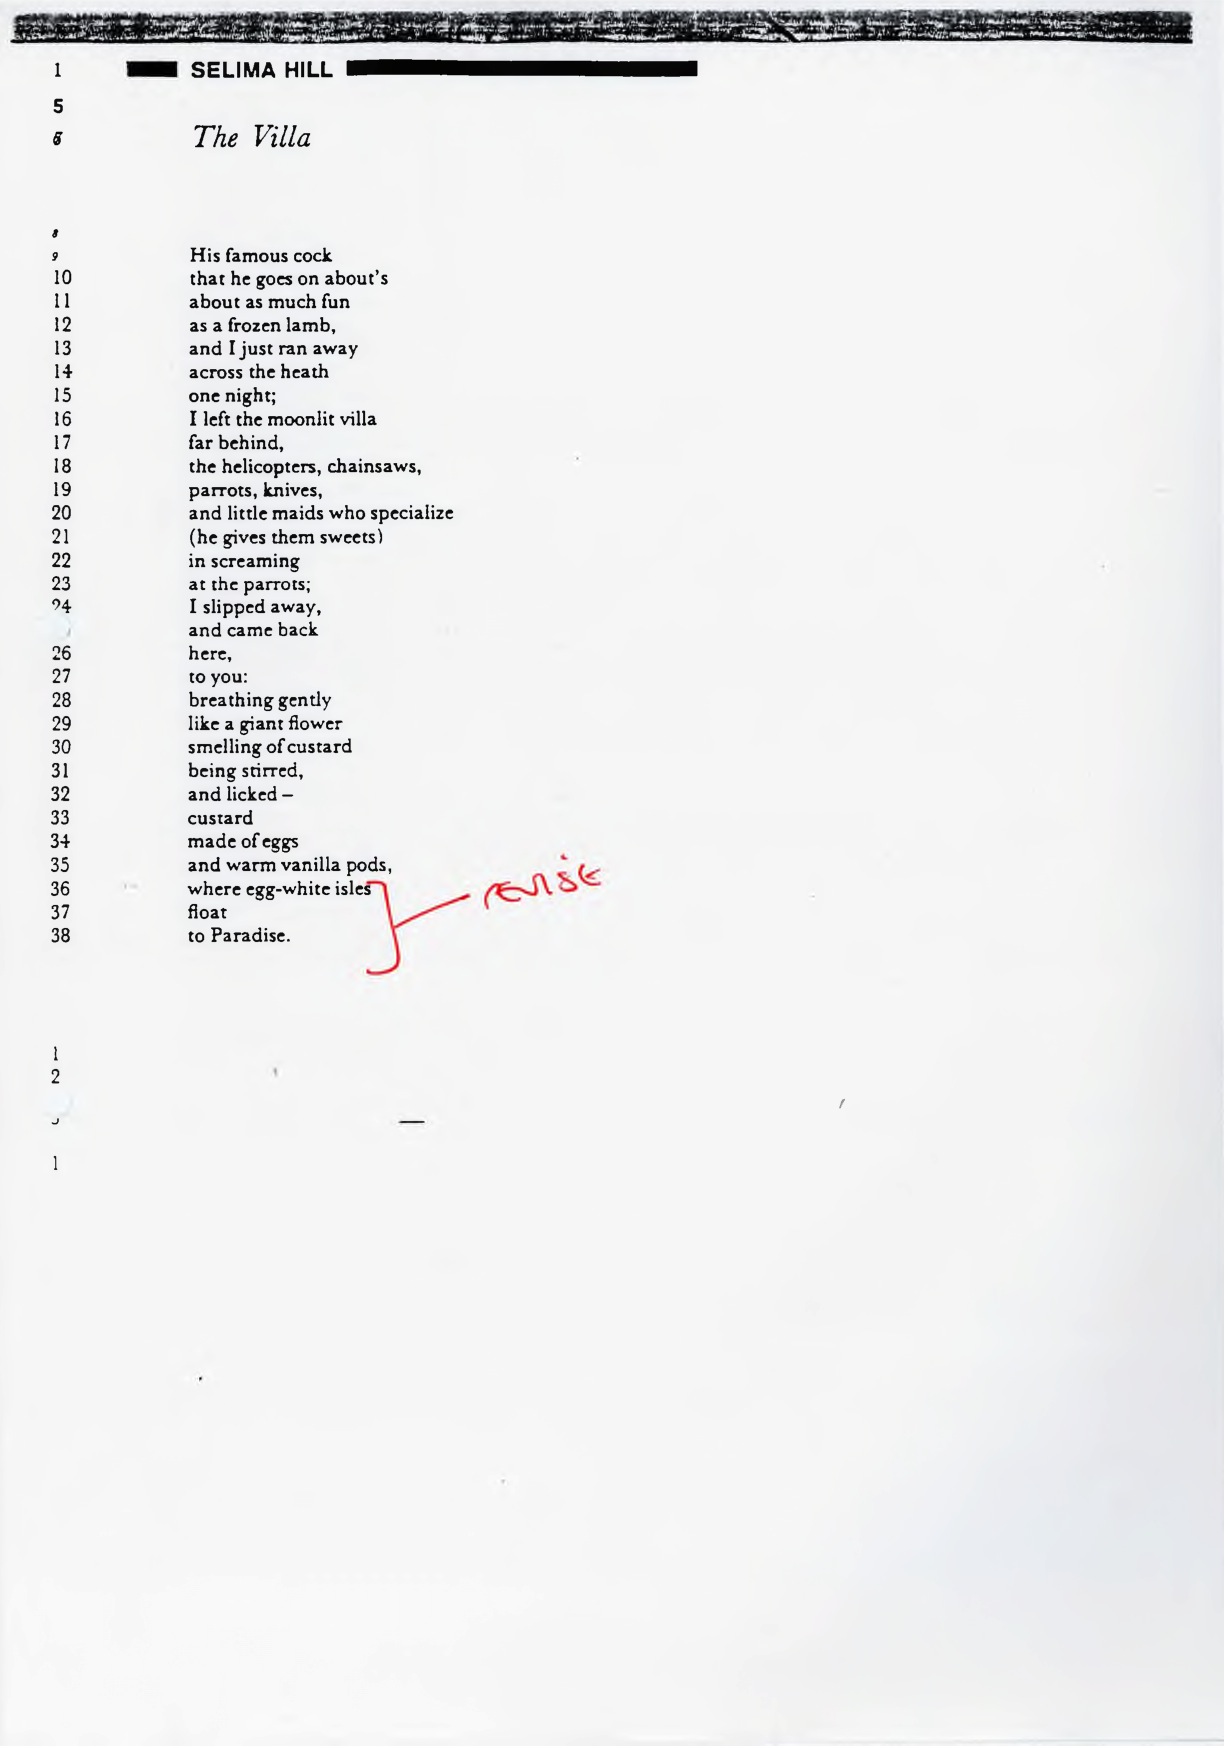 1 SELIMA HILL
5
6 The Villa
8
9 His famous cock
10 that he goes on about's
11 about as much fun
12 as a frozen lamb,
13 and I just ran away
14 across the heath
15 one night;
16 I left the moonlit villa
17 far behind,
18 the helicopters, chainsaws,
19 parrots, knives,
20 and little maids who specialize
21 (he gives them sweets)
22 in screaming
23 at the parrots;
24 I slipped away,
and came back
26 here,
27 to you:
28 breathing gently
29 like a giant flower
30 smelling of custard
31 being stirred,
32 and licked –
33 custard
34 made of eggs
35 and warm vanilla pods,
36 where egg-white isles revise
37 float
38 to Paradise.
1
2
1